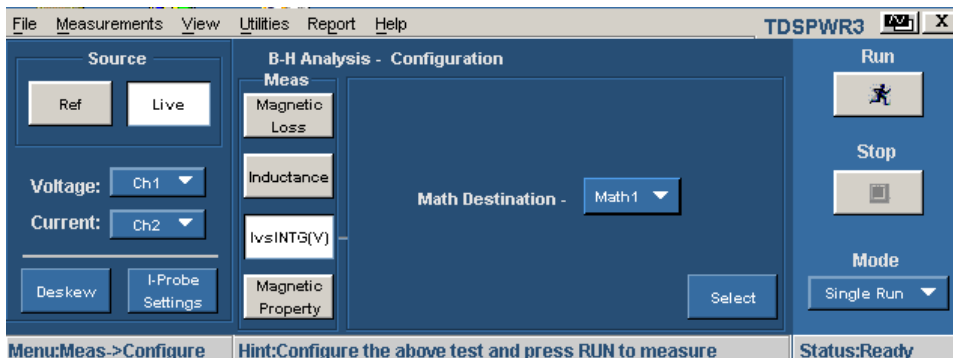 File Measurements View Utilities Report Help TDSPWR3 X
Source
Ref Live
Voltage: Ch1
Current: Ch2
Deskew
I-Probe
Settings
B-H Analysis - Configuration
Meas
Magnetic
Loss
Inductance
IvsINTG(V)
Magnetic
Property
Math Destination - Math1
Select
Run
Stop
Mode
Single Run
Menu:Meas->Configure Hint:Configure the above test and press RUN to measure Status:Ready